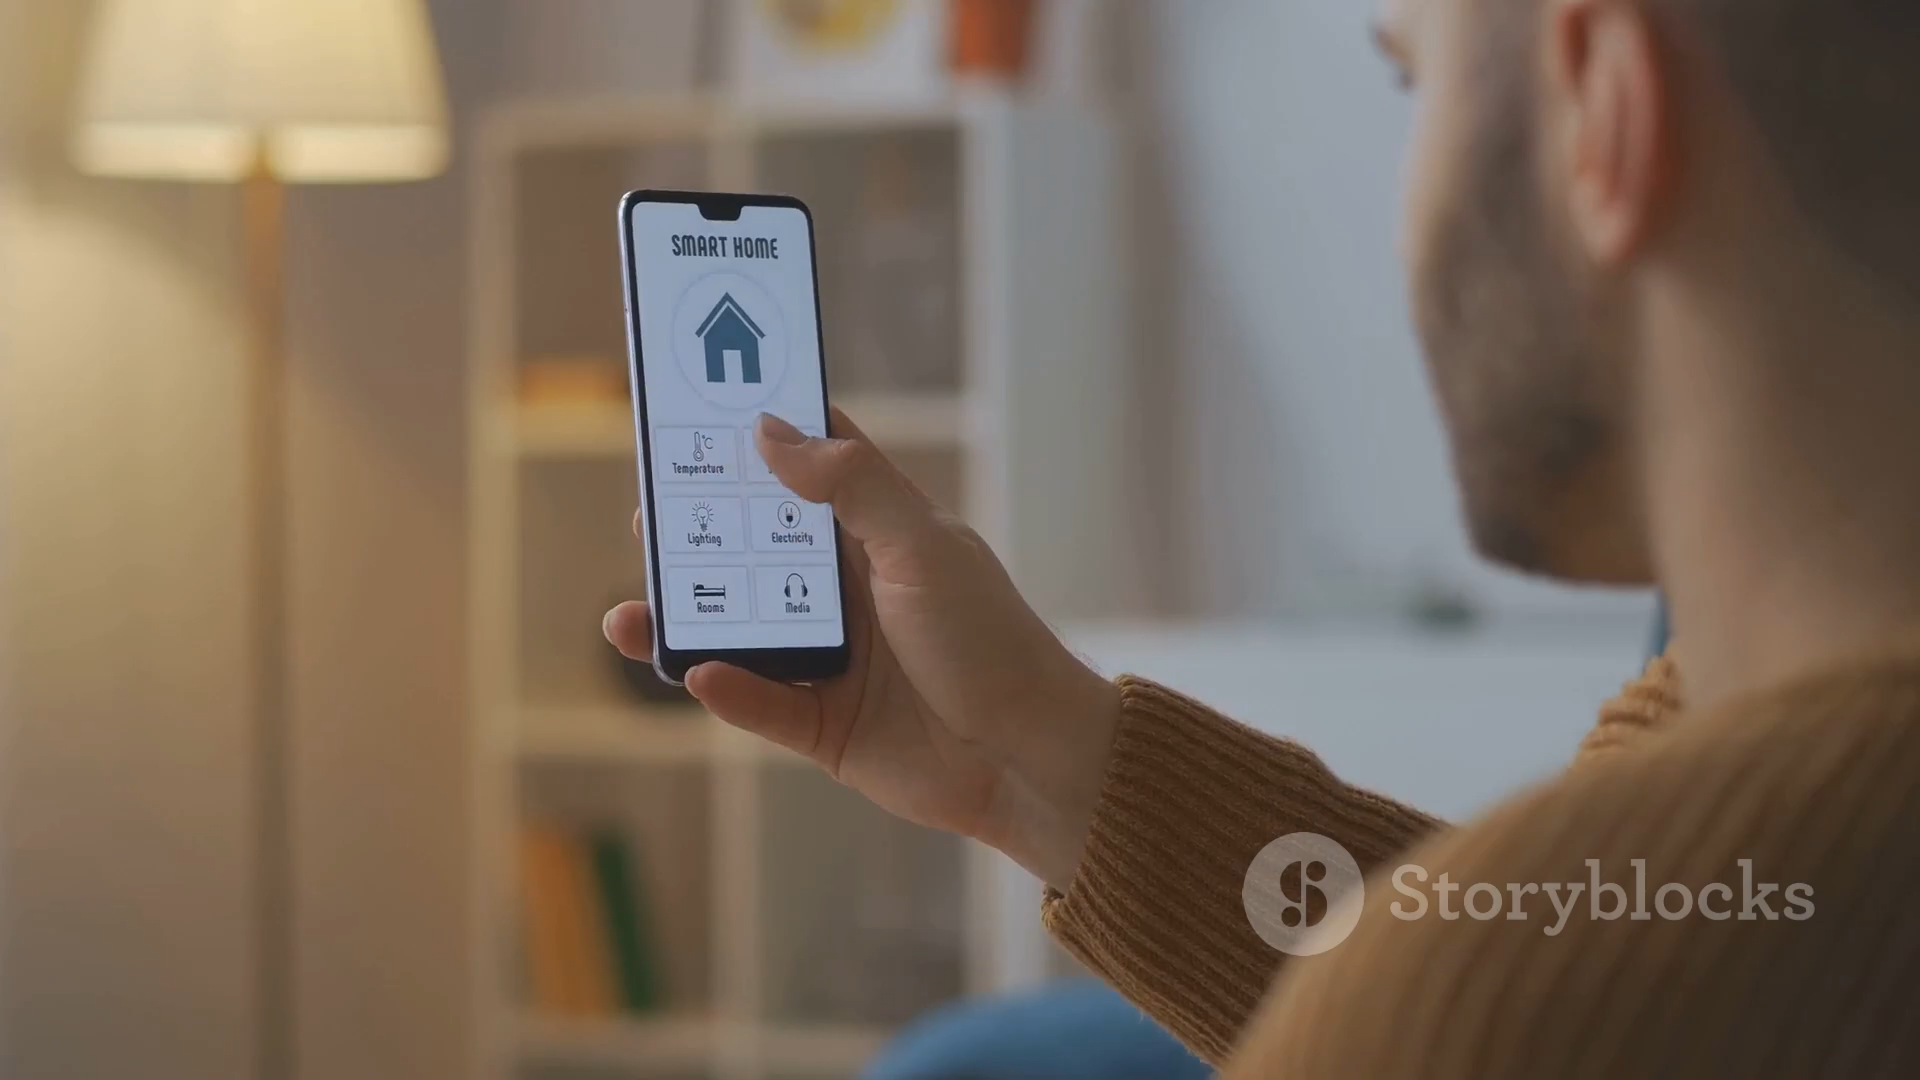 SMART HOME
°C
Temperature
Lighting
Electricity
Rooms
Media
Storyblocks